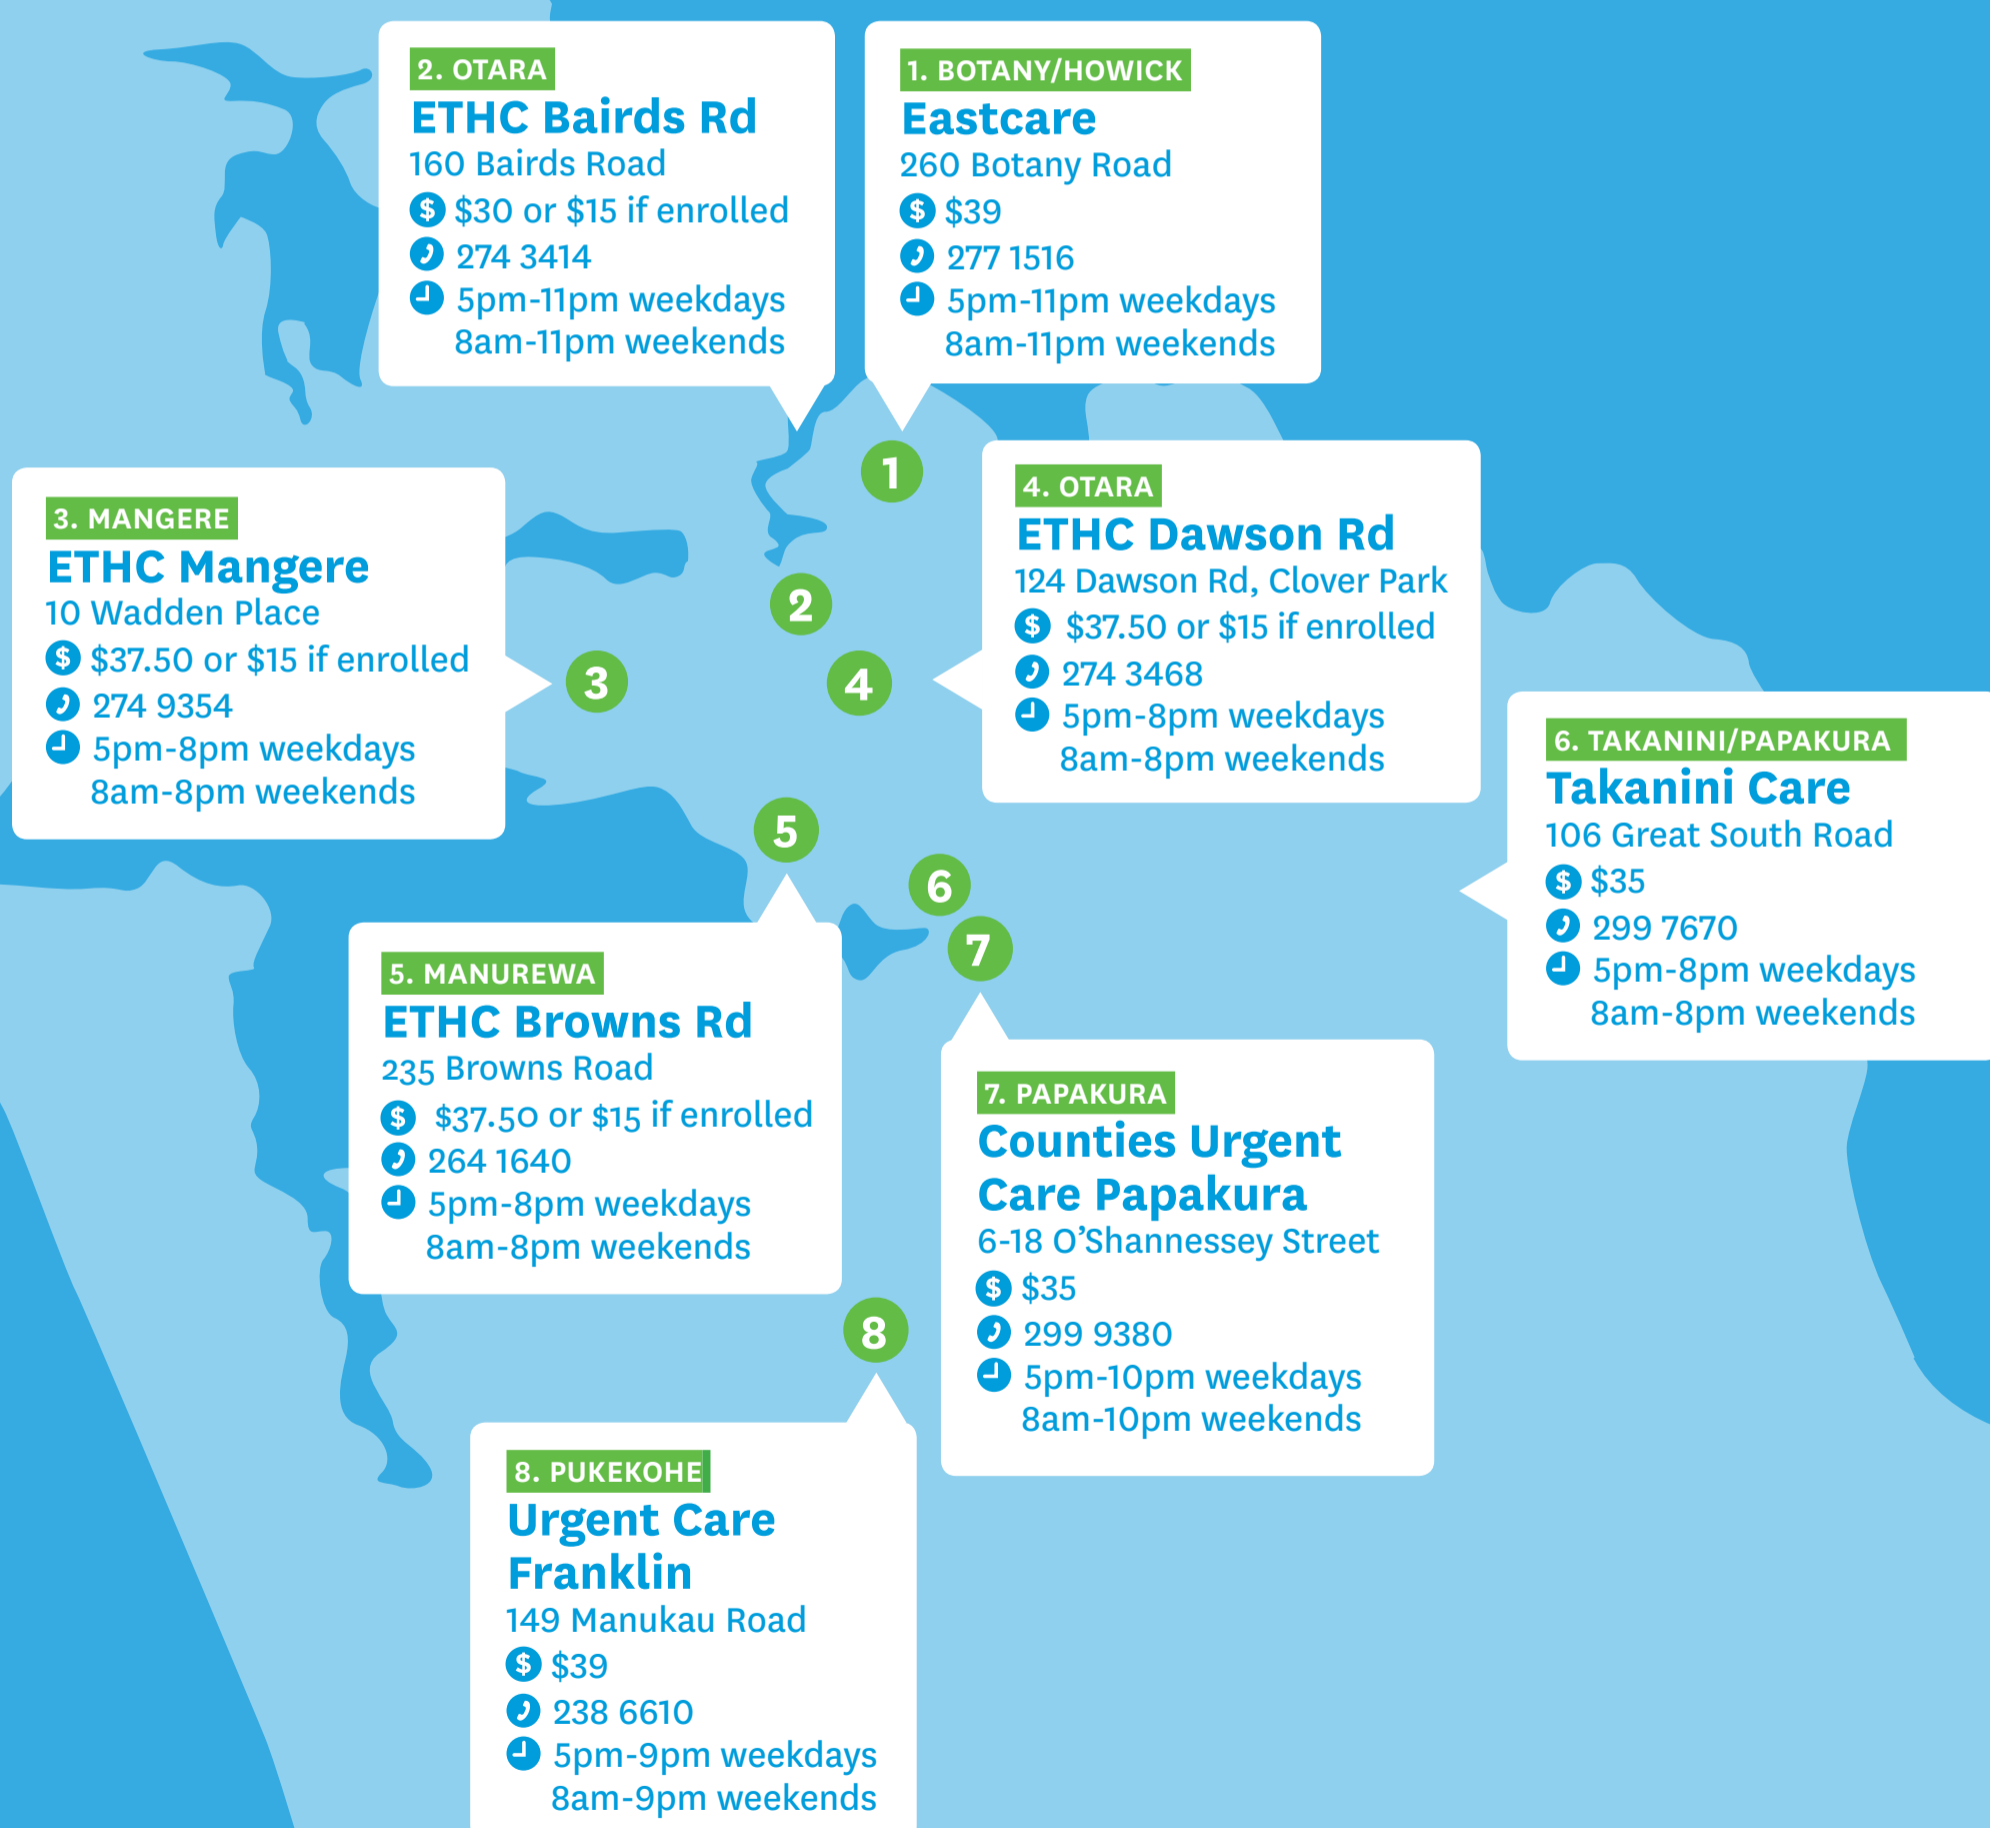 2. OTARA
ETHC Bairds Rd
160 Bairds Road
$ $30 or $15 if enrolled
274 3414
5pm-11pm weekdays
8am-11pm weekends
1. BOTANY/HOWICK
Eastcare
260 Botany Road
$ $39
277 1516
5pm-11pm weekdays
8am-11pm weekends
3. MANGERE
ETHC Mangere
10 Wadden Place
$ $37.50 or $15 if enrolled
274 9354
5pm-8pm weekdays
8am-8pm weekends
1
2
3
4
4. OTARA
ETHC Dawson Rd
124 Dawson Rd, Clover Park
$ $37.50 or $15 if enrolled
274 3468
5pm-8pm weekdays
8am-8pm weekends
5
6
7
6. TAKANINI/PAPAKURA
Takanini Care
106 Great South Road
$ $35
299 7670
5pm-8pm weekdays
8am-8pm weekends
5. MANUREWA
ETHC Browns Rd
235 Browns Road
$ $37.50 or $15 if enrolled
264 1640
5pm-8pm weekdays
8am-8pm weekends
7. PAPAKURA
Counties Urgent
Care Papakura
6-18 O’Shannessey Street
$ $35
299 9380
5pm-10pm weekdays
8am-10pm weekends
8
8. PUKEKOHE
Urgent Care
Franklin
149 Manukau Road
$ $39
238 6610
5pm-9pm weekdays
8am-9pm weekends